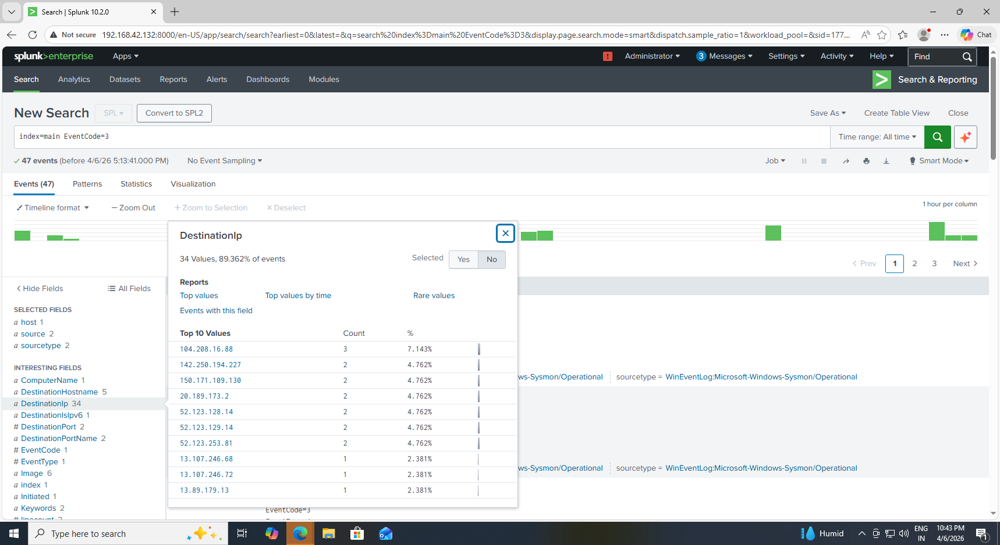 Search | Splunk 10.2.0
Not secure 192.168.42.132:8000/en-US/app/search/search?earliest=0&latest=&q=search%20index%3Dmain%20EventCode%3D3&display.page.search.mode=smart&dispatch.sample_ratio=1&workload_pool=&sid=177... Chat
splunk>enterprise Apps Administrator 3 Messages Settings Activity Help Find
Search Analytics Datasets Reports Alerts Dashboards Modules Search & Reporting
New Search SPL Convert to SPL2 Save As Create Table View Close
index=main EventCode=3 Time range: All time
47 events (before 4/6/26 5:13:41.000 PM) No Event Sampling Job Smart Mode
Events (47) Patterns Statistics Visualization
Timeline format Zoom Out + Zoom to Selection × Deselect 1 hour per column
DestinationIp
34 Values, 89.362% of events Selected Yes No
Prev 1 2 3 Next
Reports
Top values Top values by time Rare values
Events with this field
Top 10 Values Count %
104.208.16.88 3 7.143%
142.250.194.227 2 4.762%
150.171.109.130 2 4.762%
20.189.173.2 2 4.762%
52.123.128.14 2 4.762%
52.123.129.14 2 4.762%
52.123.253.81 2 4.762%
13.107.246.68 1 2.381%
13.107.246.72 1 2.381%
13.89.179.13 1 2.381%
Hide Fields All Fields
SELECTED FIELDS
a host 1
a source 2
a sourcetype 2
INTERESTING FIELDS
a ComputerName 1
a DestinationHostname 5
a DestinationIp 34
a DestinationIsIpv6 1
# DestinationPort 2
a DestinationPortName 2
# EventCode 1
# EventType 1
a Image 6
a index 1
a Initiated 1
a Keywords 2
# linecount 2
ws-Sysmon/Operational sourcetype = WinEventLog:Microsoft-Windows-Sysmon/Operational
ws-Sysmon/Operational sourcetype = WinEventLog:Microsoft-Windows-Sysmon/Operational
EventCode=3
Type here to search Humid ENG IN 10:43 PM 4/6/2026 1